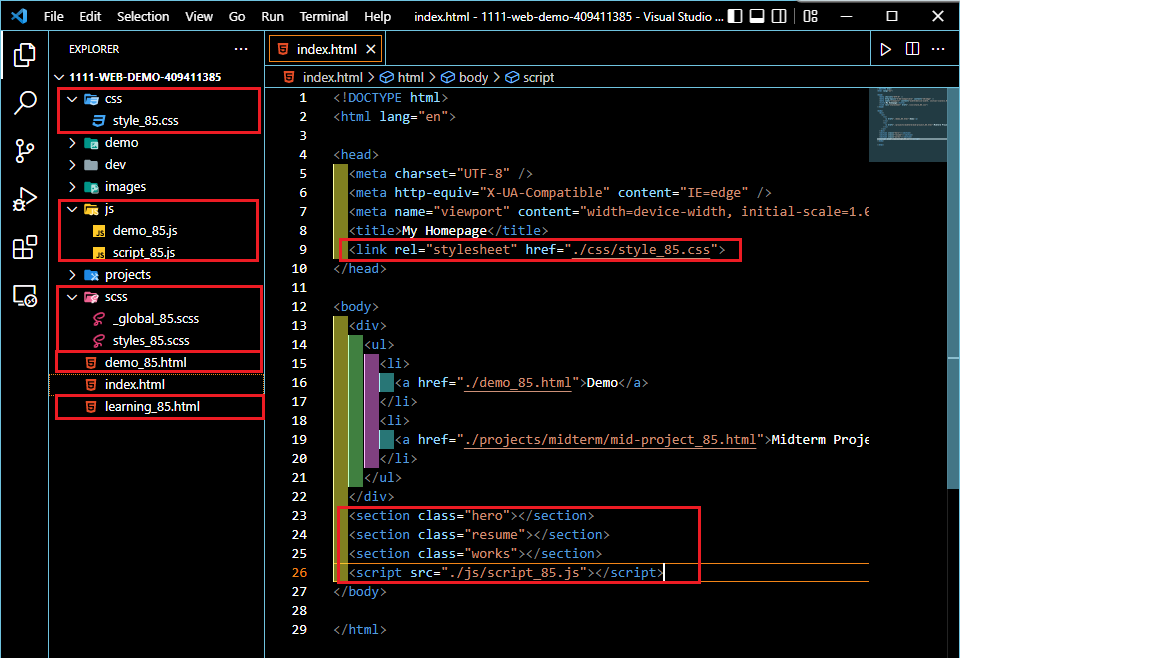 File Edit Selection View Go Run Terminal Help index.html - 1111-web-demo-409411385 - Visual Studio ...
EXPLORER ...
1111-WEB-DEMO-409411385
css
style_85.css
demo
dev
images
js
demo_85.js
script_85.js
projects
scss
_global_85.scss
styles_85.scss
demo_85.html
index.html
learning_85.html
index.html
index.html > html > body > script
1 <!DOCTYPE html>
2 <html lang="en">
3
4 <head>
5 <meta charset="UTF-8" />
6 <meta http-equiv="X-UA-Compatible" content="IE=edge" />
7 <meta name="viewport" content="width=device-width, initial-scale=1.0
8 <title>My Homepage</title>
9 <link rel="stylesheet" href="./css/style_85.css">
10 </head>
11
12 <body>
13 <div>
14 <ul>
15 <li>
16 <a href="./demo_85.html">Demo</a>
17 </li>
18 <li>
19 <a href="./projects/midterm/mid-project_85.html">Midterm Proje
20 </li>
21 </ul>
22 </div>
23 <section class="hero"></section>
24 <section class="resume"></section>
25 <section class="works"></section>
26 <script src="./js/script_85.js"></script>
27 </body>
28
29 </html>